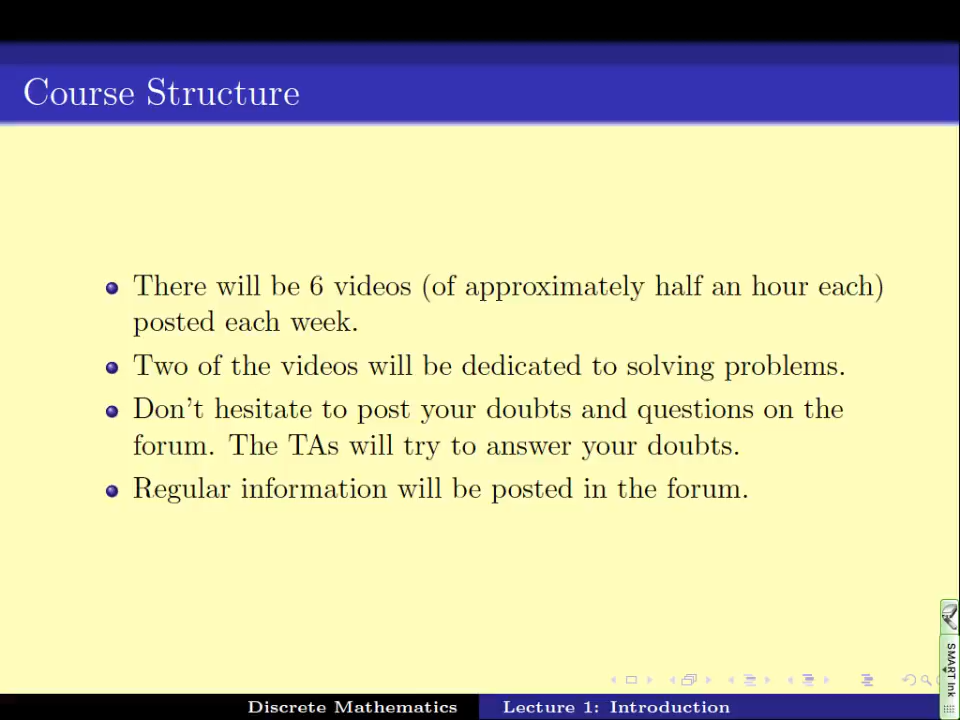 Course Structure
There will be 6 videos (of approximately half an hour each)
posted each week.
Two of the videos will be dedicated to solving problems.
Don't hesitate to post your doubts and questions on the
forum. The TAs will try to answer your doubts.
Regular information will be posted in the forum.
SMART Ink
Discrete Mathematics
Lecture 1: Introduction